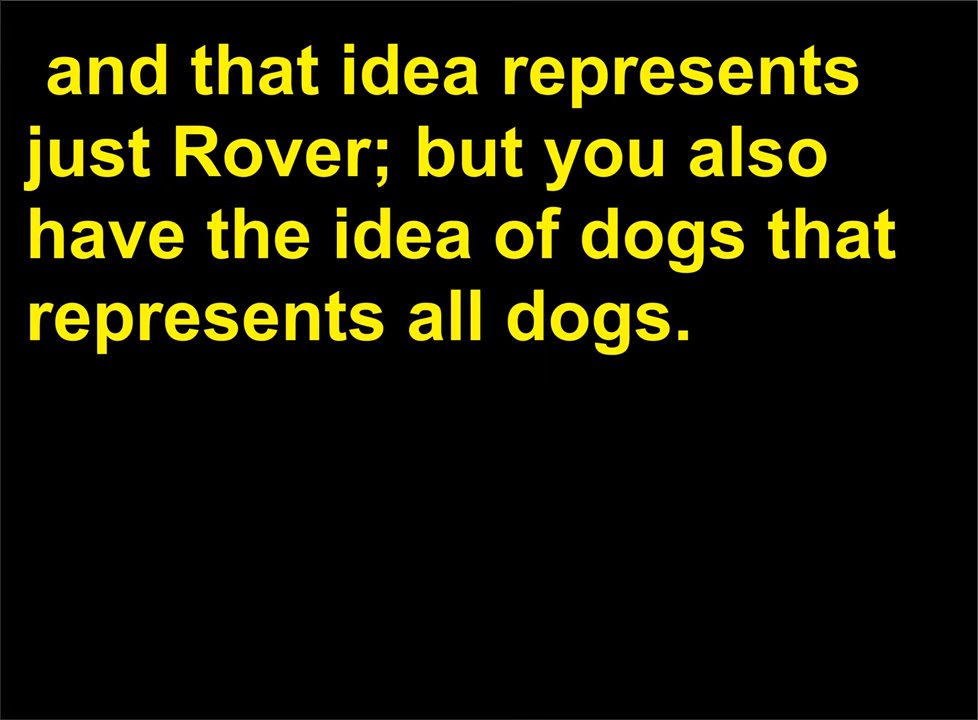 and that idea represents
just Rover; but you also
have the idea of dogs that
represents all dogs.